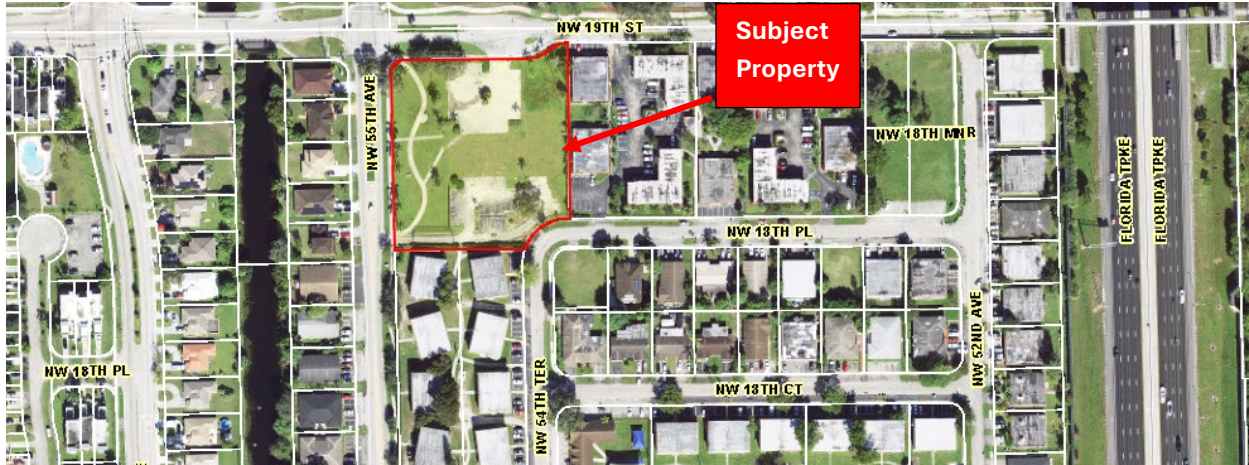 NW 19TH ST
Subject
Property
NW 55TH AVE
NW 18TH MNR
FLORIDA TPKE
FLORIDA TPKE
NW 18TH PL
NW 52ND AVE
NW 18TH PL
NW 18TH CT
NW 54TH TER